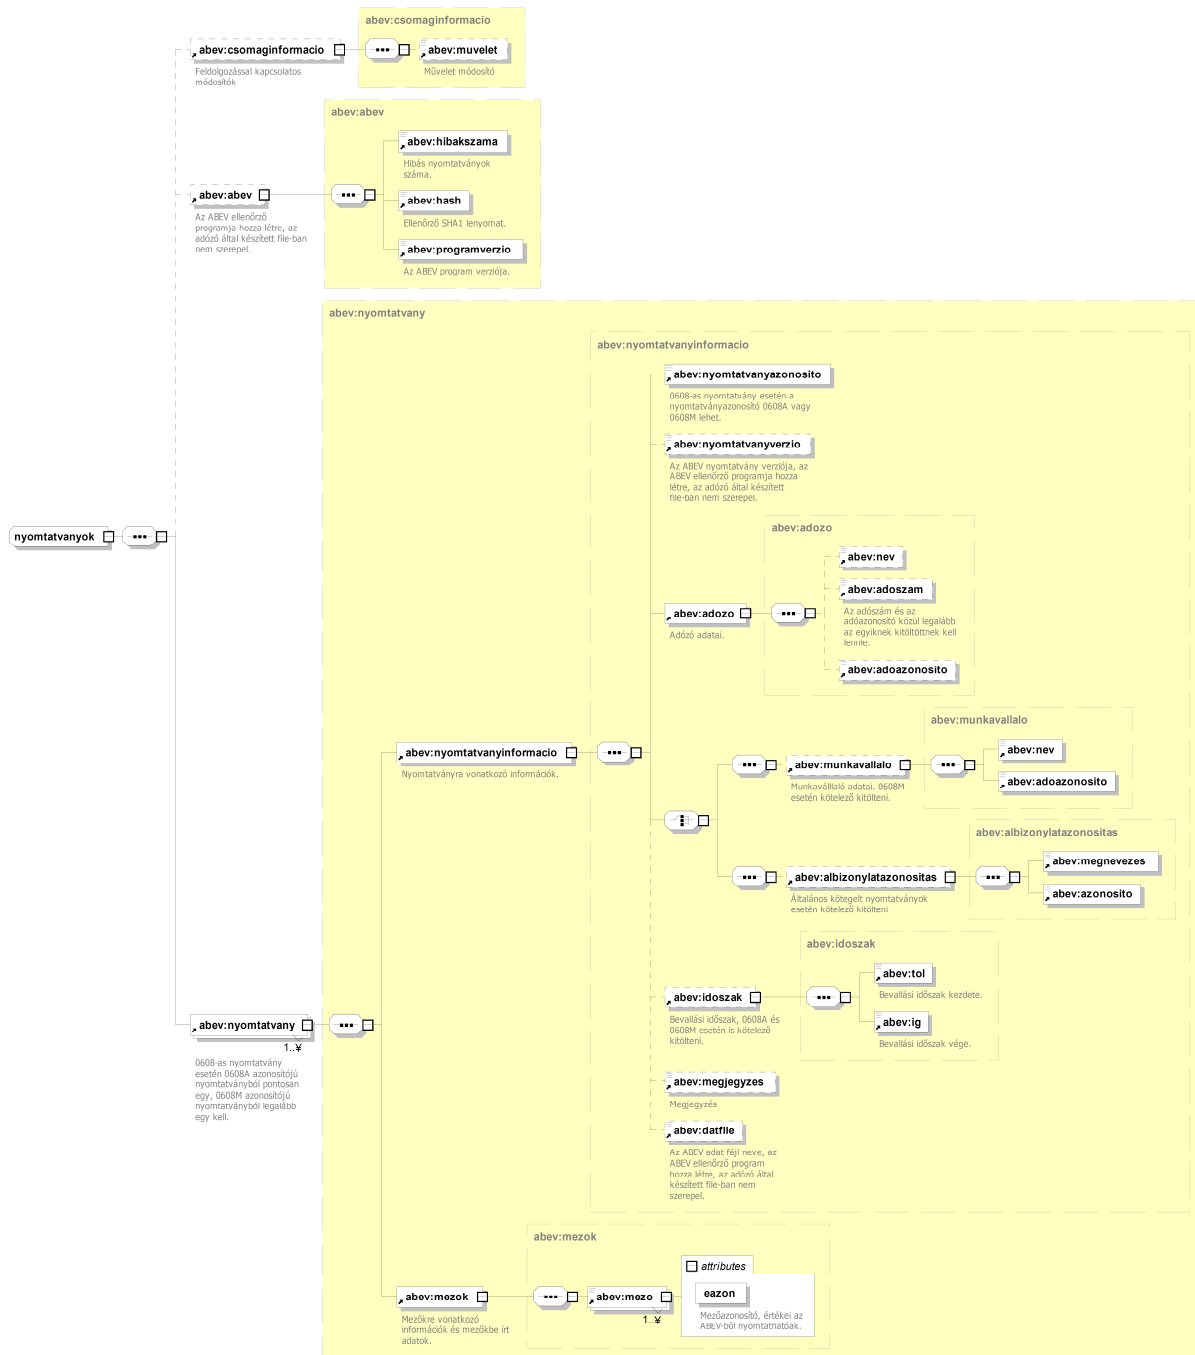 abev:csomaginformacio
abev:csomaginformacio
abev:muvelet
Feldolgozással kapcsolatos
módosítók
Művelet módosító
abev:abev
abev:hibakszama
Hibás nyomtatványok
száma.
abev:abev
abev:hash
Az ABEV ellenőrző
programja hozza létre, az
adózó által készített file-ban
nem szerepel.
Ellenőrző SHA1 lenyomat.
abev:programverzio
Az ABEV program verziója.
abev:nyomtatvany
abev:nyomtatvanyinformacio
abev:nyomtatvanyazonosito
0608-as nyomtatvány esetén a
nyomtatványazonosító 0608A vagy
0608M lehet.
abev:nyomtatvanyverzio
Az ABEV nyomtatvány verziója, az
ABEV ellenőrző programja hozza
létre, az adózó által készített
file-ban nem szerepel.
nyomtatvanyok
abev:adozo
abev:nev
abev:adoszam
Az adószám és az
adóazonosító közül legalább
az egyiknek kitöltöttnek kell
lennie.
abev:adozo
Adózó adatai.
abev:adoazonosito
abev:munkavallalo
abev:nyomtatvanyinformacio
Nyomtatványra vonatkozó információk.
abev:munkavallalo
Munkavállaló adatai. 0608M
esetén kötelező kitölteni.
abev:nev
abev:adoazonosito
abev:albizonylatazonositas
abev:albizonylatazonositas
Általános kötegelt nyomtatványok
esetén kötelező kitölteni
abev:megnevezes
abev:azonosito
abev:idoszak
abev:tol
Bevallási időszak kezdete.
abev:idoszak
Bevallási időszak, 0608A és
0608M esetén is kötelező
kitölteni.
abev:ig
Bevallási időszak vége.
abev:nyomtatvany
1..¥
0608-as nyomtatvány
esetén 0608A azonosítójú
nyomtatványból pontosan
egy, 0608M azonosítójú
nyomtatványból legalább
egy kell.
abev:megjegyzes
Megjegyzés
abev:datfile
Az ABEV adat fájl neve, az
ABEV ellenőrző program
hozza létre, az adózó által
készített file-ban nem
szerepel.
abev:mezok
abev:mezok
Mezőkre vonatkozó
információk és mezőkbe írt
adatok.
abev:mezo
1..¥
attributes
eazon
Mezőazonosító, értékei az
ABEV-ből nyomtathatóak.